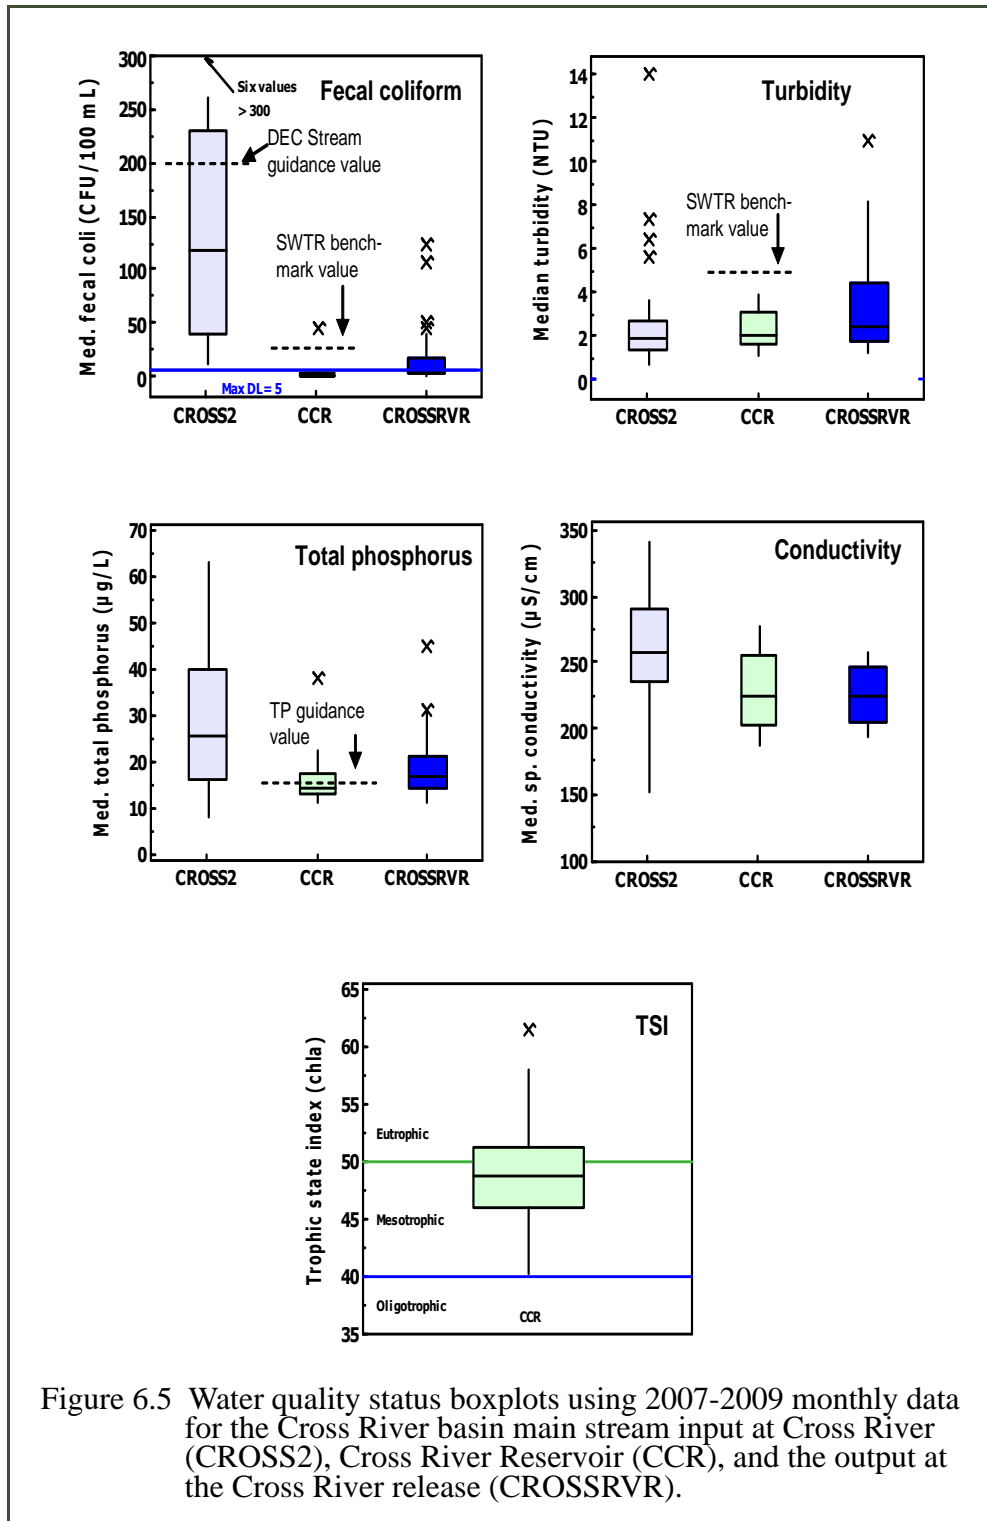 Fecal coliform
Med. fecal coli (CFU/100 mL)
300
250
200
150
100
50
0
Six values
> 300
DEC Stream
guidance value
SWTR bench-
mark value
Max DL= 5
CROSS2 CCR CROSSRVR
Turbidity
Median turbidity (NTU)
14
12
10
8
6
4
2
0
SWTR bench-
mark value
CROSS2 CCR CROSSRVR
Total phosphorus
Med. total phosphorus (µg/L)
70
60
50
40
30
20
10
0
TP guidance
value
CROSS2 CCR CROSSRVR
Conductivity
Med. sp. conductivity (µS/cm)
350
300
250
200
150
100
CROSS2 CCR CROSSRVR
TSI
Trophic state index (chla)
65
60
55
50
45
40
35
Eutrophic
Mesotrophic
Oligotrophic
CCR
Figure 6.5 Water quality status boxplots using 2007-2009 monthly data
for the Cross River basin main stream input at Cross River
(CROSS2), Cross River Reservoir (CCR), and the output at
the Cross River release (CROSSRVR).